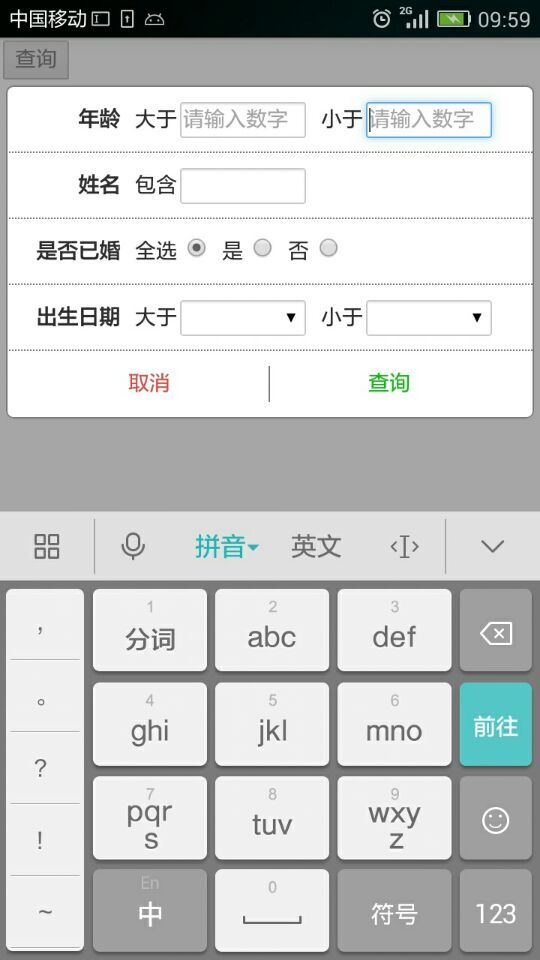 中国移动 2G 09:59
查询
年龄 大于 请输入数字 小于 请输入数字
姓名 包含
是否已婚 全选 是 否
出生日期 大于 小于
取消 查询
拼音 英文
, 1 分词 2 abc 3 def
。 4 ghi 5 jkl 6 mno 前往
? 7 pqrs 8 tuv 9 wxyz
!
~ En 中 0 符号 123